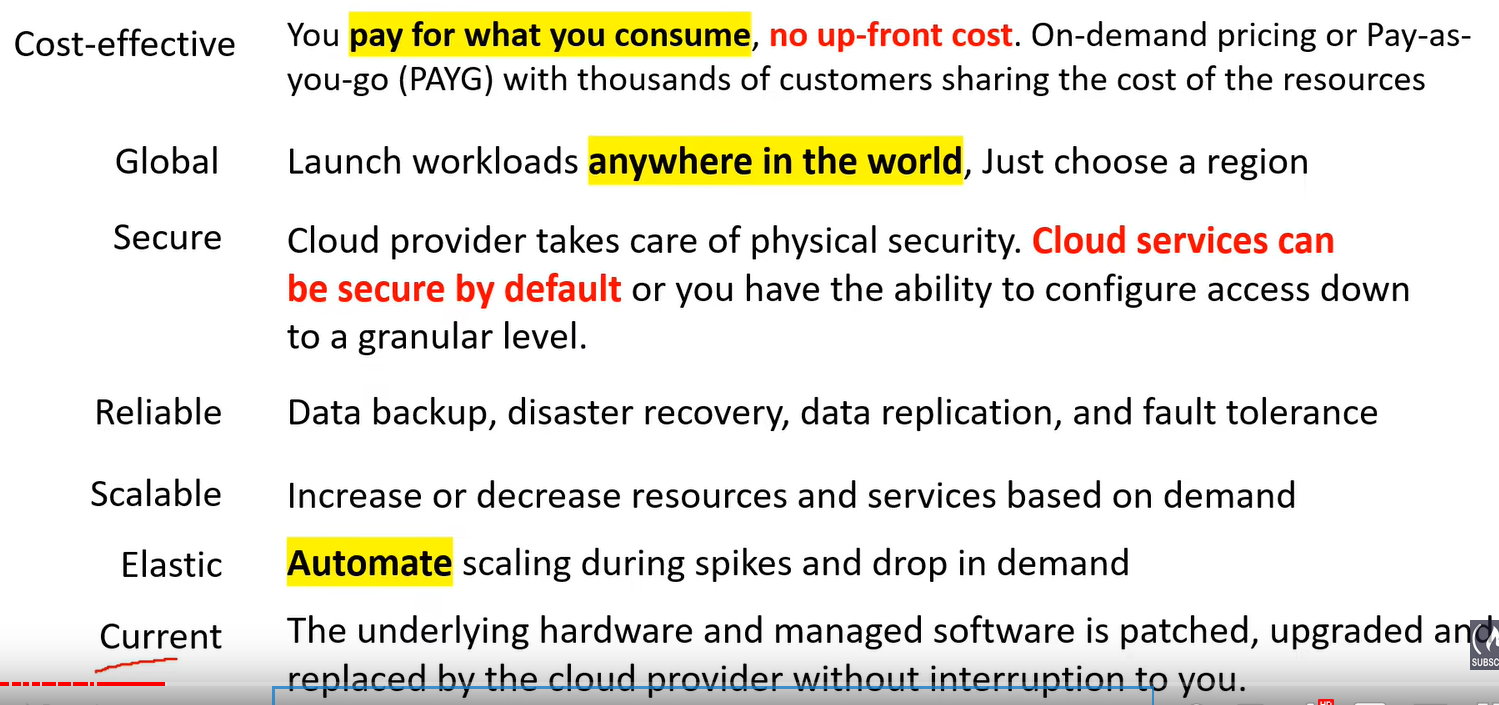 Cost-effective
You pay for what you consume, no up-front cost. On-demand pricing or Pay-as-
you-go (PAYG) with thousands of customers sharing the cost of the resources
Global
Launch workloads anywhere in the world, Just choose a region
Secure
Cloud provider takes care of physical security. Cloud services can
be secure by default or you have the ability to configure access down
to a granular level.
Reliable
Data backup, disaster recovery, data replication, and fault tolerance
Scalable
Increase or decrease resources and services based on demand
Elastic
Automate scaling during spikes and drop in demand
Current
The underlying hardware and managed software is patched, upgraded and
replaced by the cloud provider without interruption to you.
SUBSC
HD